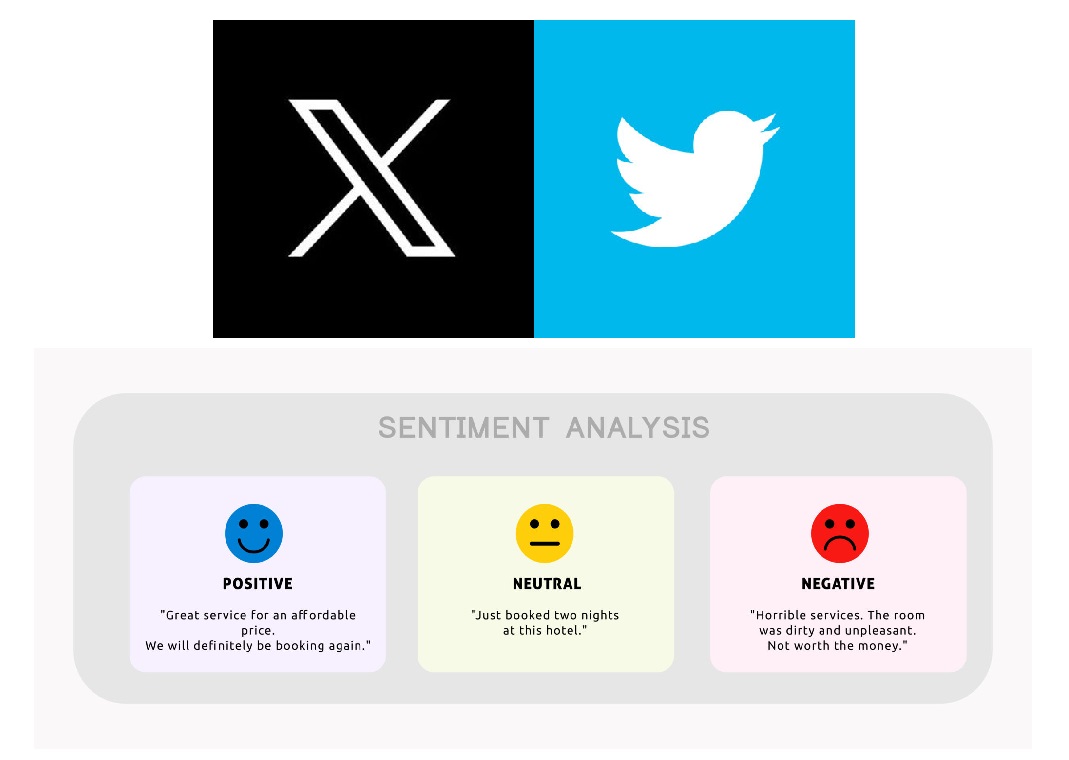 SENTIMENT ANALYSIS
POSITIVE
"Great service for an affordable
price.
We will definitely be booking again."
NEUTRAL
"Just booked two nights
at this hotel."
NEGATIVE
"Horrible services. The room
was dirty and unpleasant.
Not worth the money."